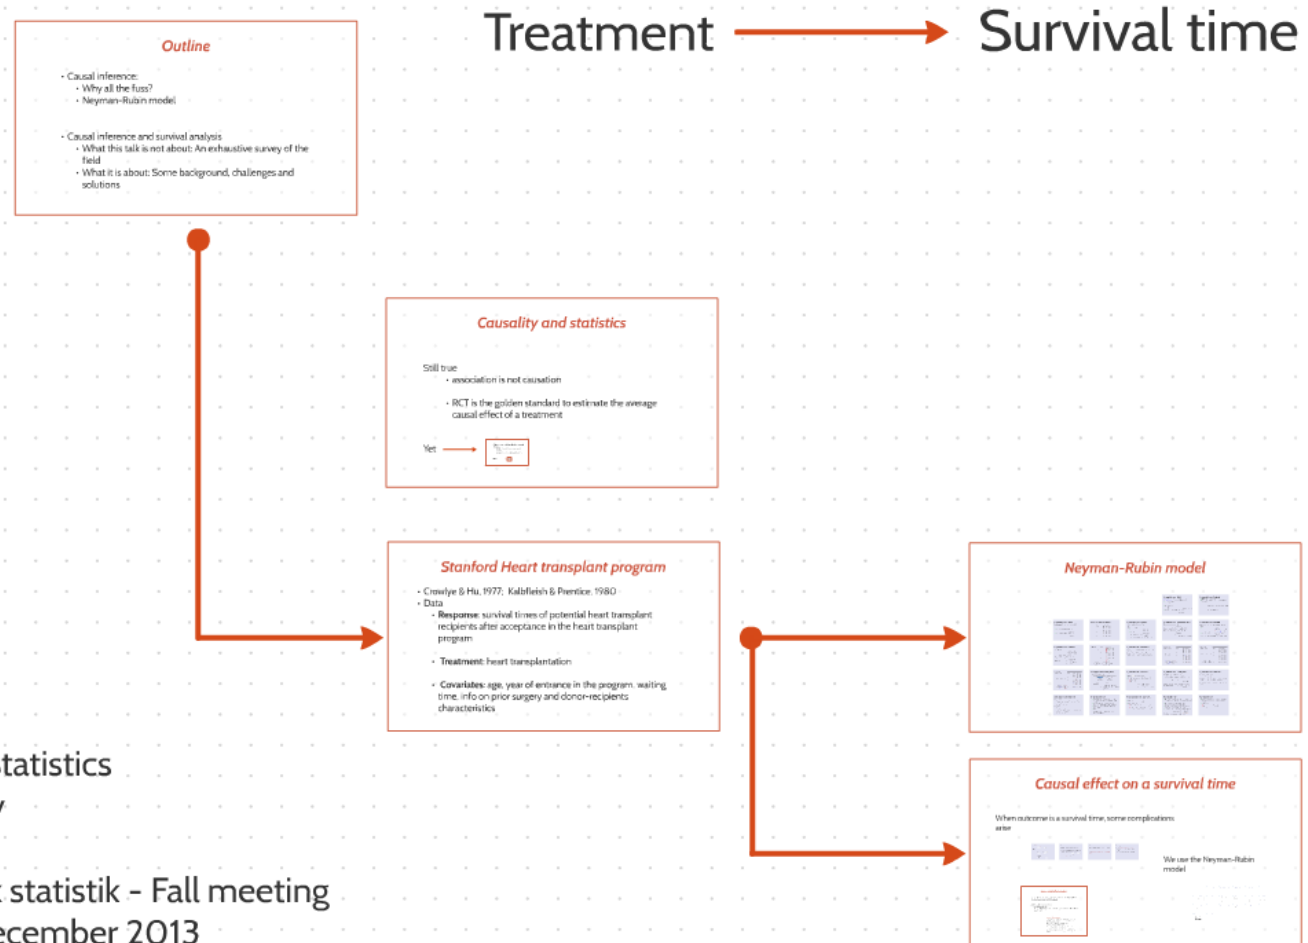 Treatment
Survival time
Outline
• Causal inference:
• Why all the fuss?
• Neyman-Rubin model
• Causal inference and survival analysis
• What this talk is not about: An exhaustive survey of the
field
• What it is about: Some background, challenges and
solutions
Causality and statistics
Still true
• association is not causation
• RCT is the golden standard to estimate the average
causal effect of a treatment
Yet
Stanford Heart transplant program
• Crowlye & Hu, 1977; Kalbfleish & Prentice, 1980
• Data
• Response: survival times of potential heart transplant
recipients after acceptance in the heart transplant
program
• Treatment: heart transplantation
• Covariates: age, year of entrance in the program, waiting
time, info on prior surgery and donor-recipients
characteristics
Neyman-Rubin model
Causal effect on a survival time
When outcome is a survival time, some complications
arise
We use the Neyman-Rubin
model
tatistics
statistik - Fall meeting
ecember 2013